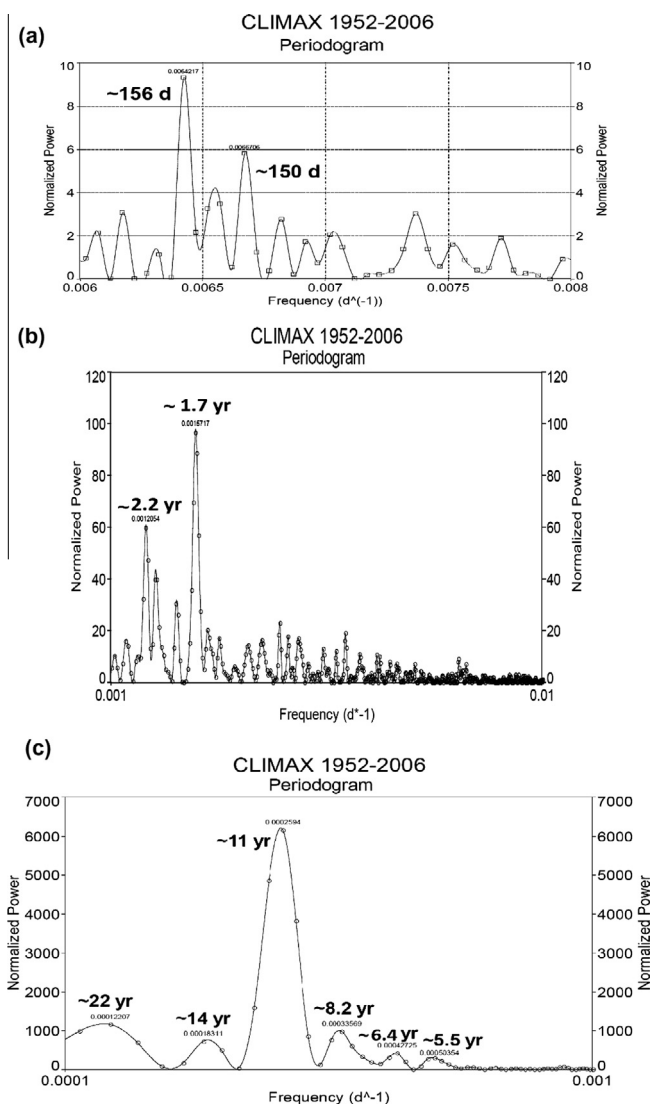 (a)
CLIMAX 1952-2006
Periodogram
10
8
6
4
2
0
Normalized Power
0.0064217
~156 d
0.0066706
~150 d
10
8
6
4
2
0
Normalized Power
0.006
0.0065
0.007
0.0075
0.008
Frequency (d^(-1)
(b)
CLIMAX 1952-2006
Periodogram
120
100
80
60
40
20
0
Normalized Power
~ 1.7 yr
0.0015717
~2.2 yr
0.0012054
120
100
80
60
40
20
0
Normalized Power
0.001
0.01
Frequency (d*-1)
(c)
CLIMAX 1952-2006
Periodogram
7000
6000
5000
4000
3000
2000
1000
0
Normalized Power
0.0002594
~11 yr
~22 yr
0.00012207
~14 yr
0.00018311
~8.2 yr
0.00033569
~6.4 yr
0.00042725
~5.5 yr
0.00050354
7000
6000
5000
4000
3000
2000
1000
0
Normalized Power
0.0001
0.001
Frequency (d^-1)